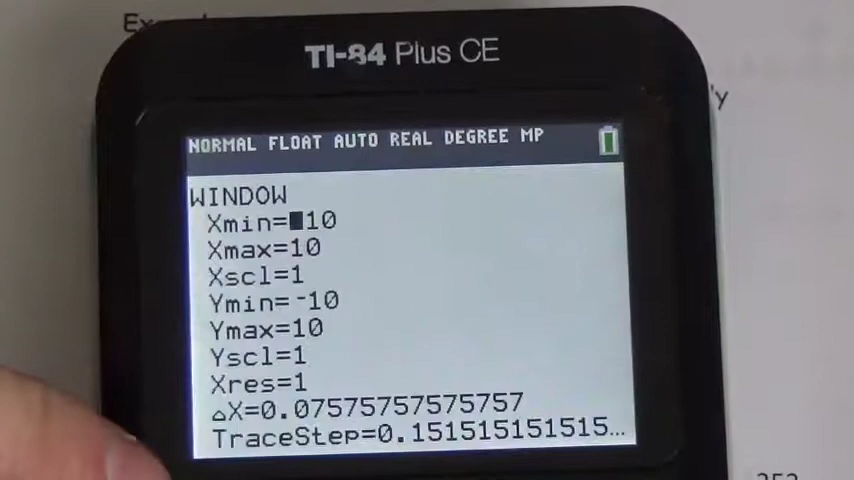 TI-84 Plus CE
NORMAL FLOAT AUTO REAL DEGREE MP
WINDOW
Xmin=10
Xmax=10
Xscl=1
Ymin=-10
Ymax=10
Yscl=1
Xres=1
△X=0.07575757575757
TraceStep=0.151515151515…